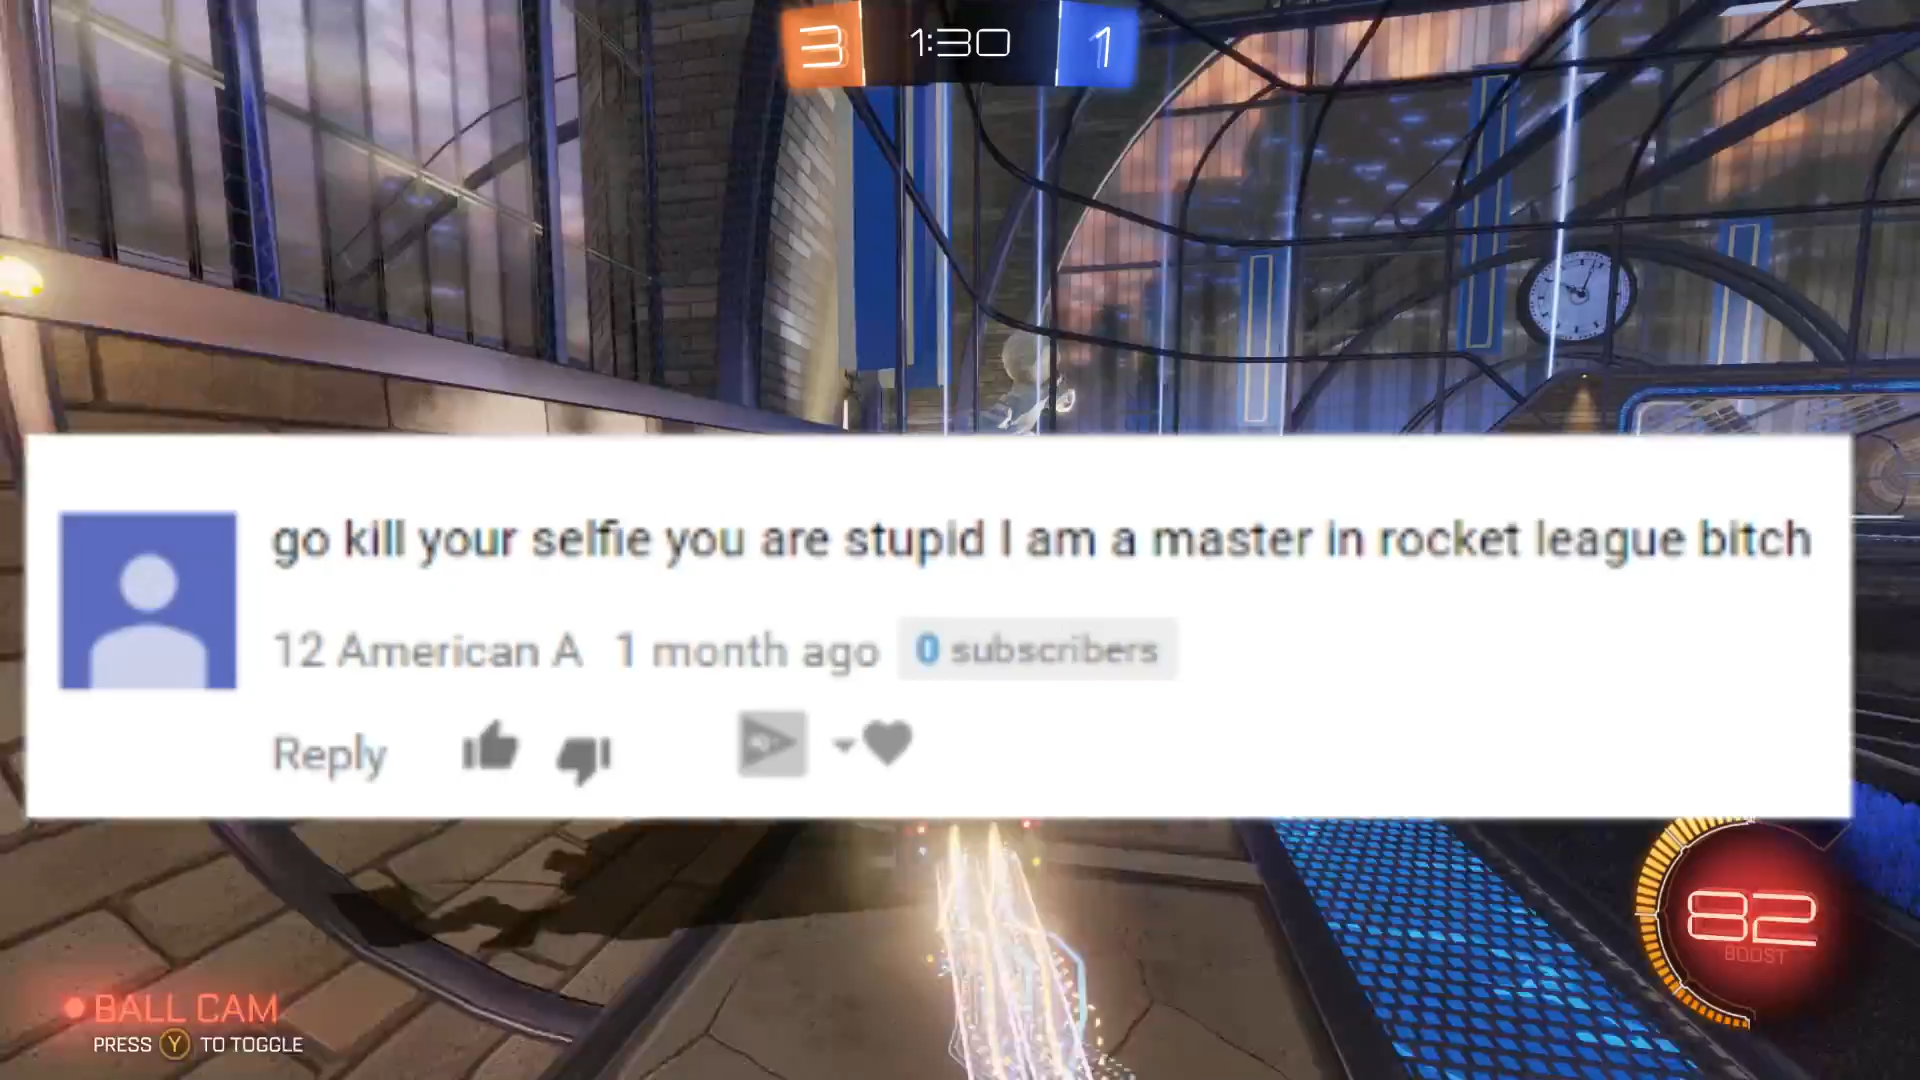 3 1:30 1
go kill your selfie you are stupid I am a master in rocket league bitch
12 American A 1 month ago 0 subscribers
Reply
82
BOOST
BALL CAM
PRESS Y TO TOGGLE